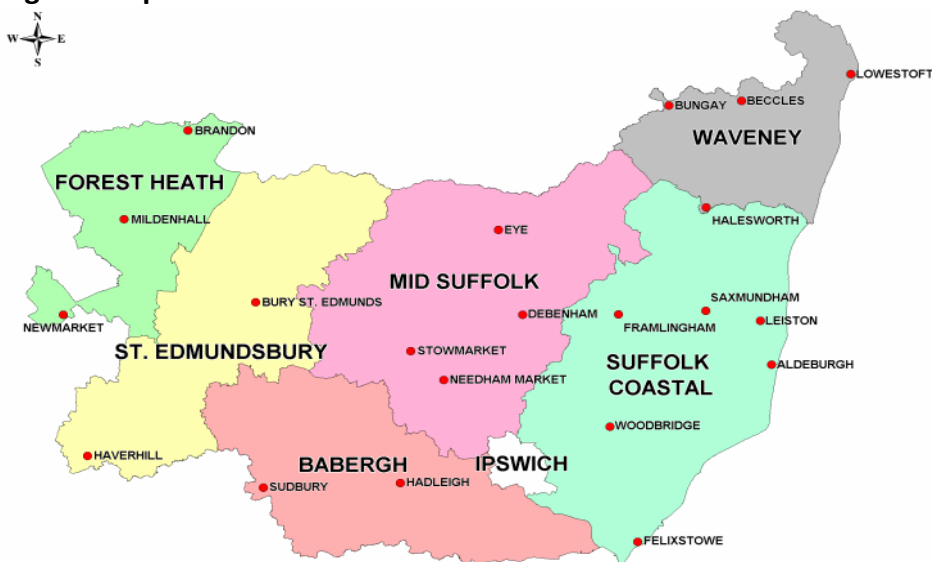 N
W E
S
LOWESTOFT
BECCLES
BUNGAY
WAVENEY
BRANDON
FOREST HEATH
MILDENHALL
HALESWORTH
EYE
MID SUFFOLK
BURY ST. EDMUNDS
SAXMUNDHAM
DEBENHAM
FRAMLINGHAM
LEISTON
NEWMARKET
ST. EDMUNDSBURY
STOWMARKET
SUFFOLK
COASTAL
ALDEBURGH
NEEDHAM MARKET
WOODBRIDGE
HAVERHILL
BABERGH
IPSWICH
SUDBURY
HADLEIGH
FELIXSTOWE